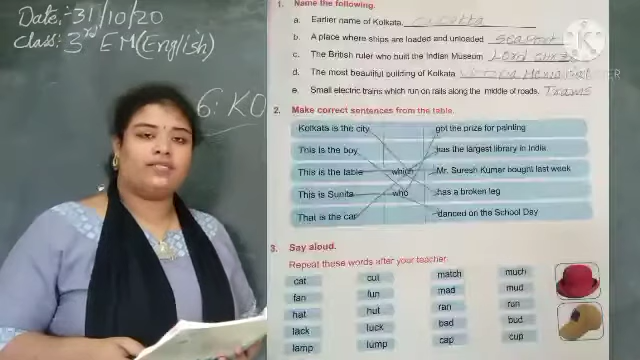 Date:-31/10/20
Class: 3rd EM(English)
6: KO
1. Name the following.
a. Earlier name of Kolkata. Calcutta
b. A place where ships are loaded and unloaded seaport
c. The British ruler who built the Indian Museum Lord
d. The most beautiful building of Kolkata
e. Small electric trains which run on rails along the middle of roads. Trams
2. Make correct sentences from the table.
Kolkata is the city got the prize for painting
This is the boy has the largest library in India
This is the table which Mr. Suresh Kumar bought last week
This is Sunita who has a broken leg
That is the car danced on the School Day
3. Say aloud.
Repeat these words after your teacher.
cat cut match much
fan fun mad mud
hat hut ran run
lack luck bad bud
lamp lump cap cup